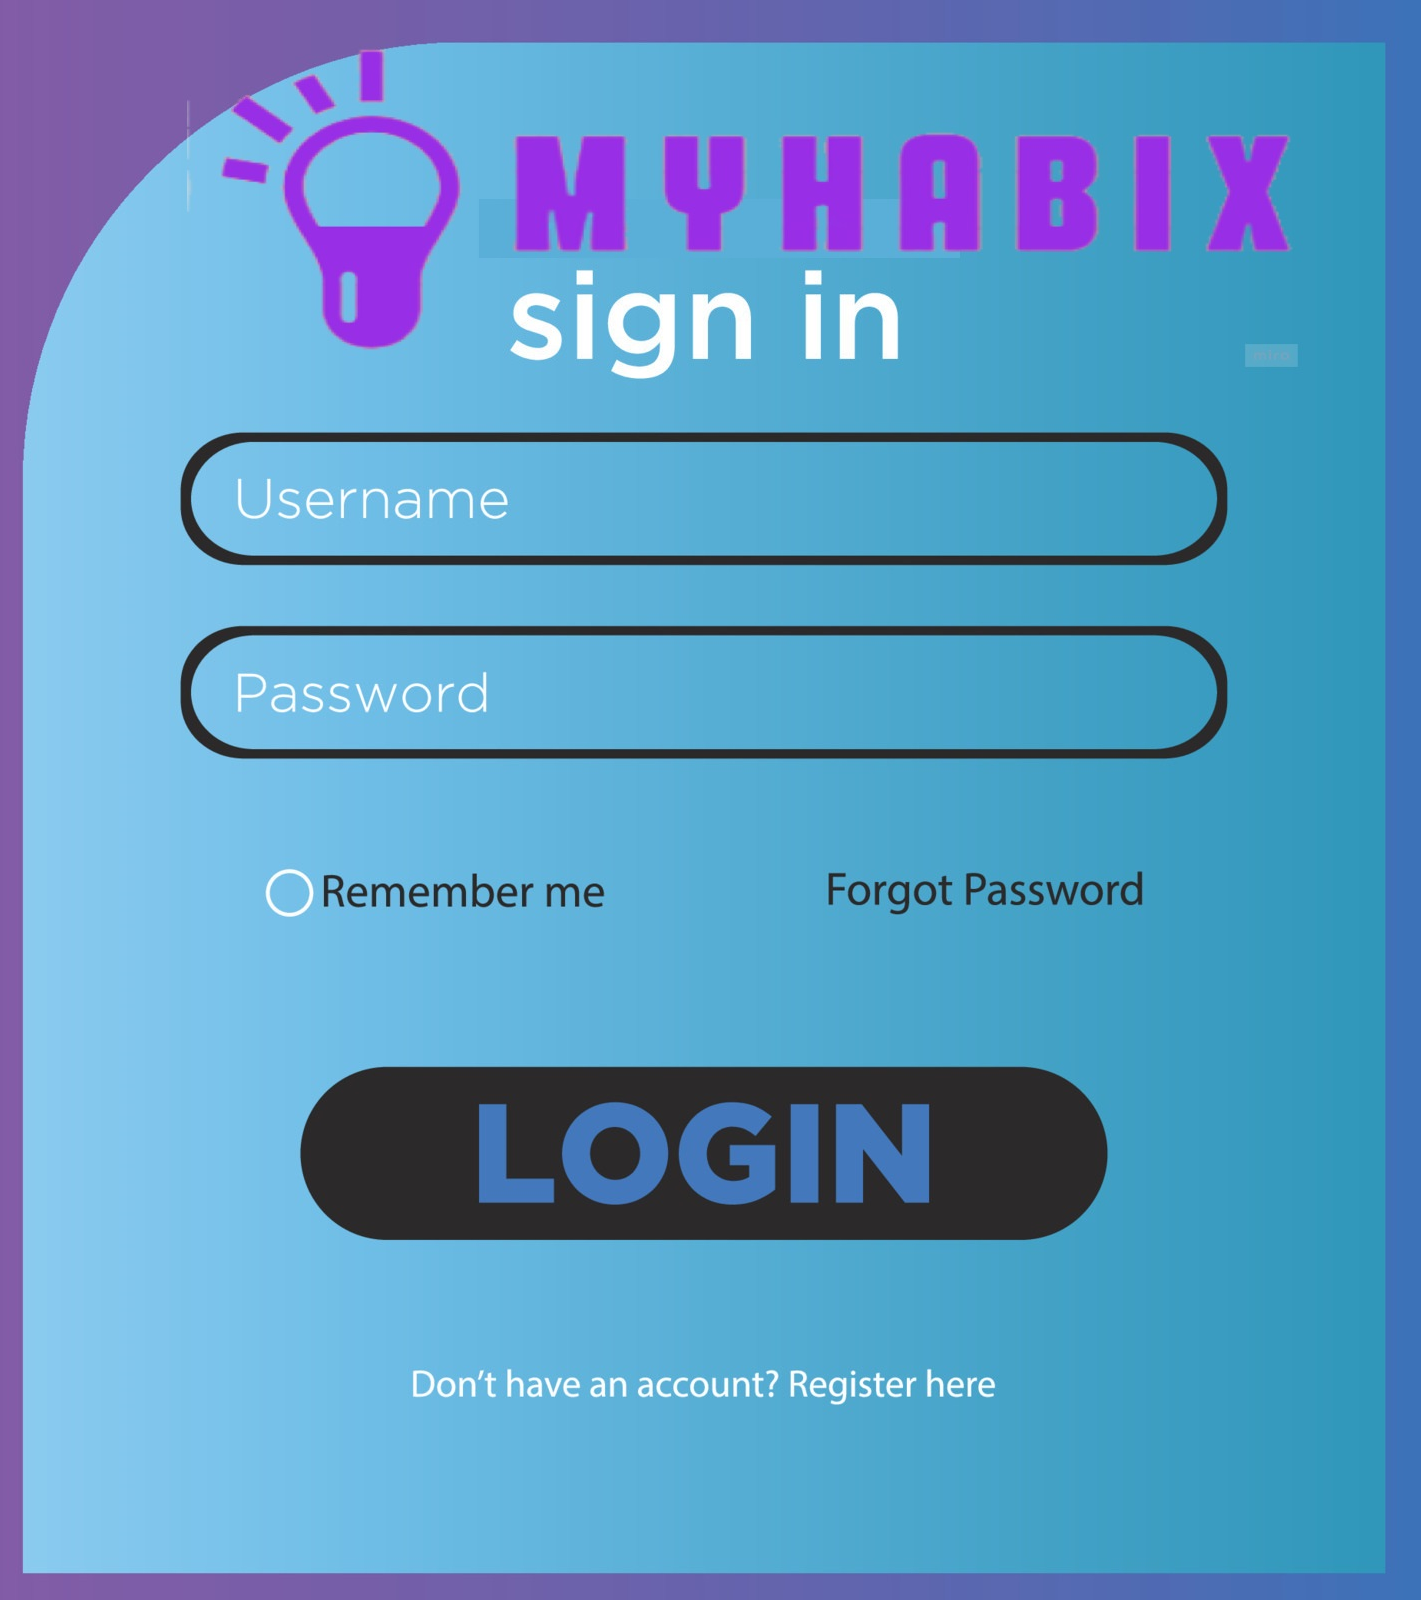 MYHABIX
sign in
Username
Password
Remember me
Forgot Password
LOGIN
Don’t have an account? Register here